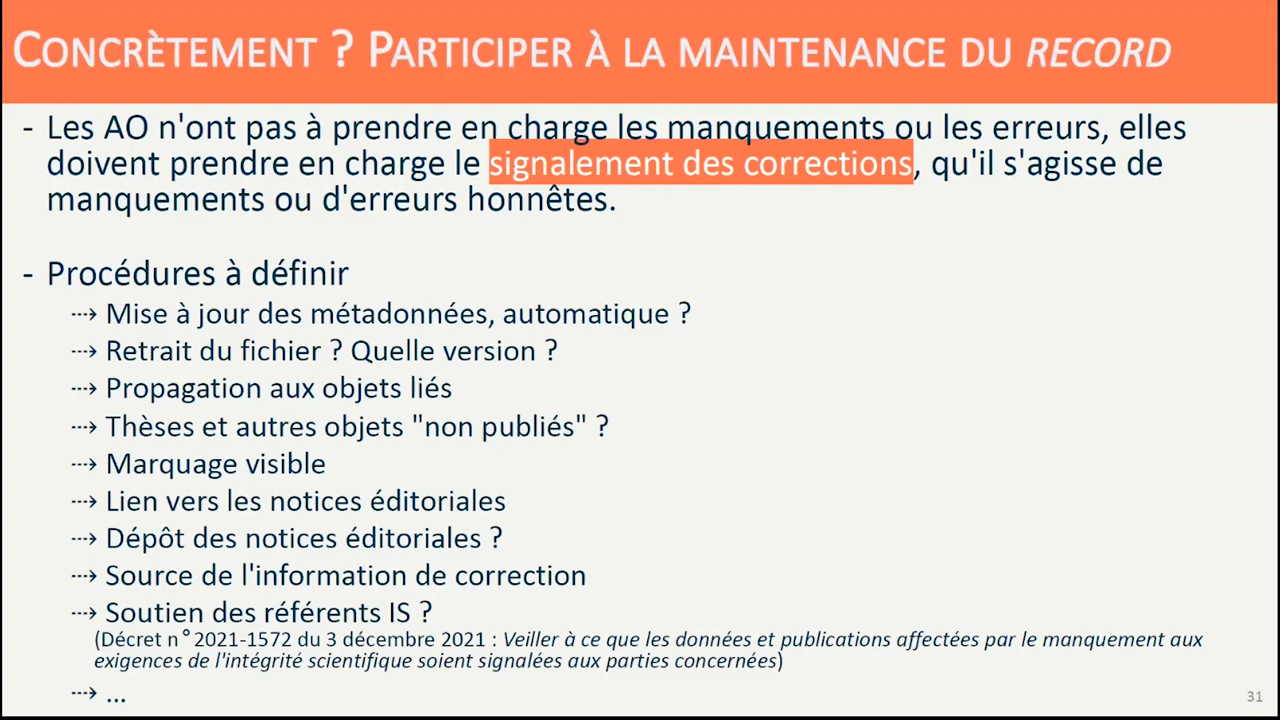 CONCRÈTEMENT ? PARTICIPER À LA MAINTENANCE DU RECORD
- Les AO n'ont pas à prendre en charge les manquements ou les erreurs, elles
doivent prendre en charge le signalement des corrections, qu'il s'agisse de
manquements ou d'erreurs honnêtes.
- Procédures à définir
⤏ Mise à jour des métadonnées, automatique ?
⤏ Retrait du fichier ? Quelle version ?
⤏ Propagation aux objets liés
⤏ Thèses et autres objets "non publiés" ?
⤏ Marquage visible
⤏ Lien vers les notices éditoriales
⤏ Dépôt des notices éditoriales ?
⤏ Source de l'information de correction
⤏ Soutien des référents IS ?
(Décret n°2021-1572 du 3 décembre 2021 : Veiller à ce que les données et publications affectées par le manquement aux
exigences de l'intégrité scientifique soient signalées aux parties concernées)
⤏ ...
31